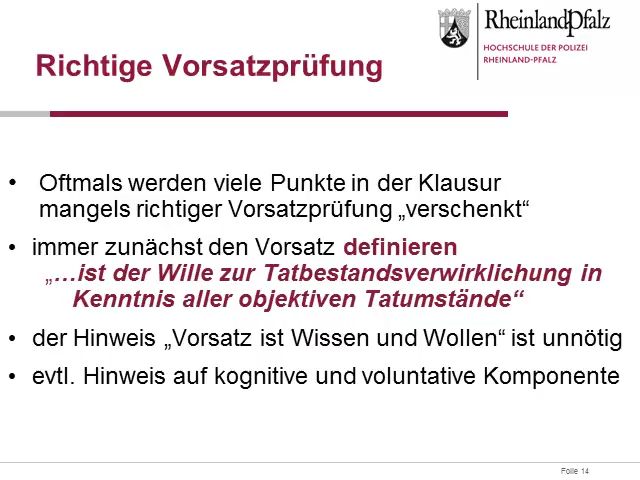 RheinlandPfalz
HOCHSCHULE DER POLIZEI
RHEINLAND-PFALZ
Richtige Vorsatzprüfung
• Oftmals werden viele Punkte in der Klausur
mangels richtiger Vorsatzprüfung „verschenkt“
• immer zunächst den Vorsatz definieren
„…ist der Wille zur Tatbestandsverwirklichung in
Kenntnis aller objektiven Tatumstände“
• der Hinweis „Vorsatz ist Wissen und Wollen“ ist unnötig
• evtl. Hinweis auf kognitive und voluntative Komponente
Folie 14